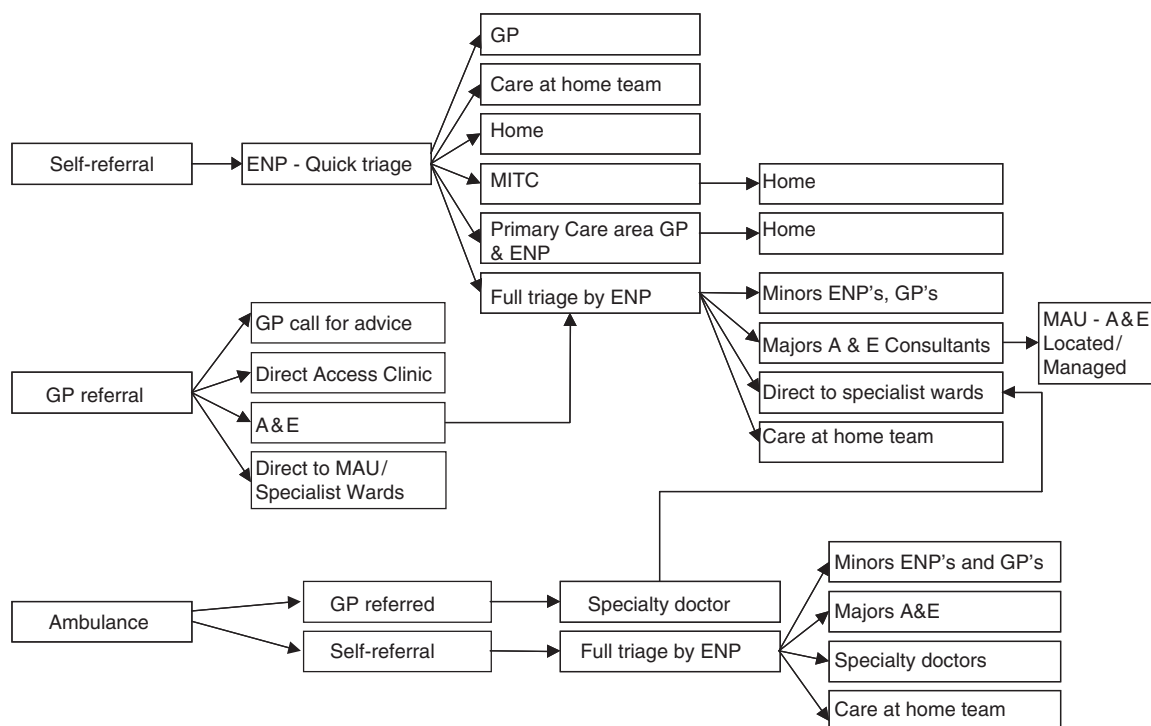 GP
Care at home team
Home
Self-referral
ENP - Quick triage
MITC
Home
Primary Care area GP
& ENP
Home
Full triage by ENP
Minors ENP's, GP's
GP call for advice
Majors A & E Consultants
MAU - A & E
Located/
Managed
Direct Access Clinic
GP referral
Direct to specialist wards
A&E
Care at home team
Direct to MAU/
Specialist Wards
Minors ENP's and GP's
Ambulance
GP referred
Specialty doctor
Majors A&E
Self-referral
Full triage by ENP
Specialty doctors
Care at home team